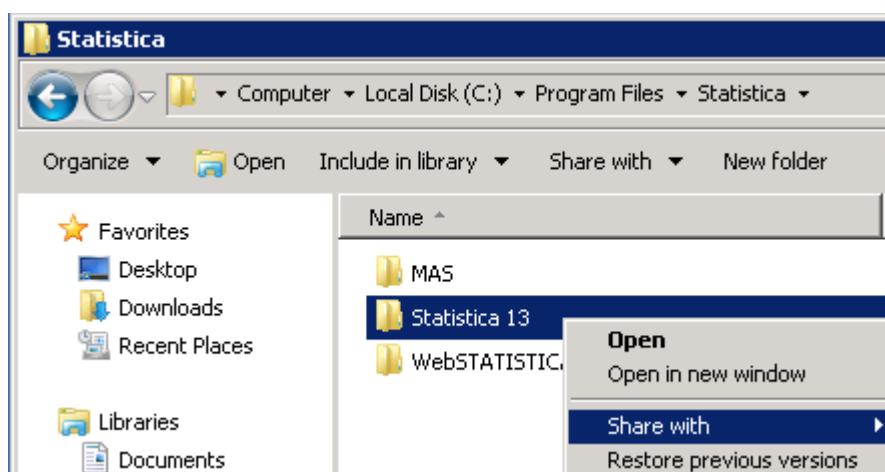 Statistica
Computer Local Disk (C:) Program Files Statistica
Organize Open Include in library Share with New folder
Name
Favorites
Desktop
Downloads
Recent Places
Libraries
Documents
MAS
Statistica 13
WebSTATISTIC
Open
Open in new window
Share with
Restore previous versions